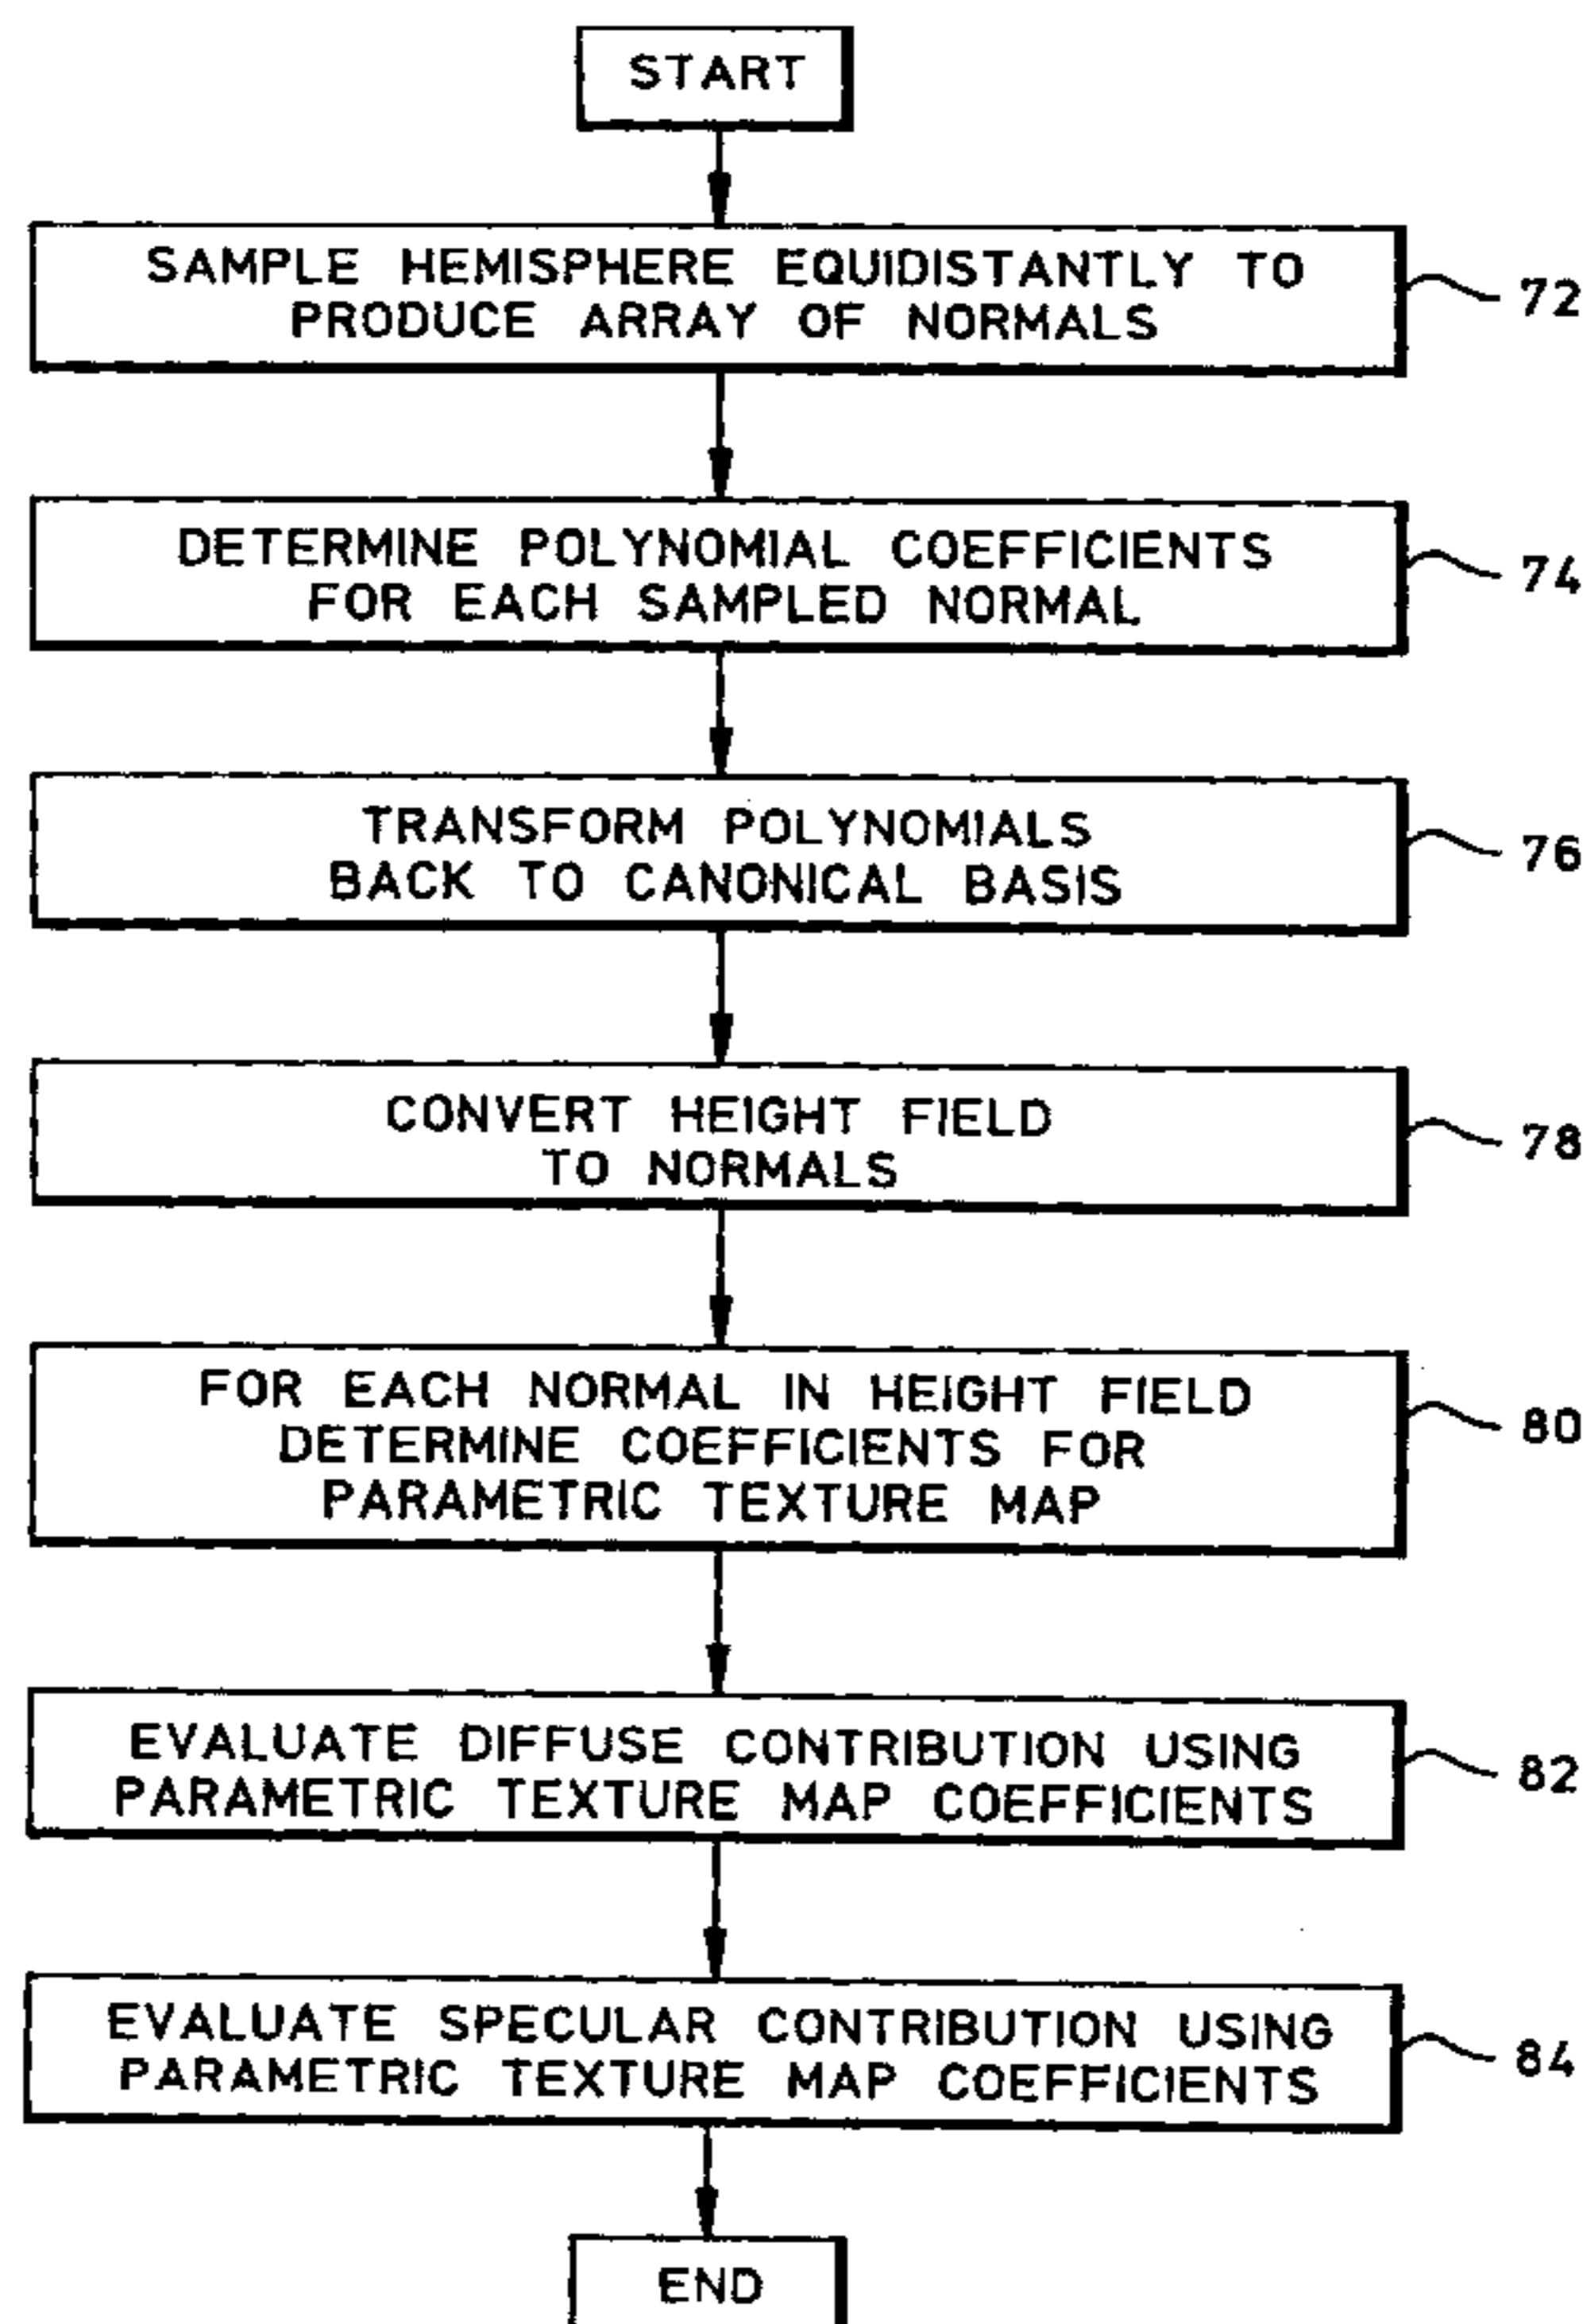 START
SAMPLE HEMISPHERE EQUIDISTANTLY TO
PRODUCE ARRAY OF NORMALS
72
DETERMINE POLYNOMIAL COEFFICIENTS
FOR EACH SAMPLED NORMAL
74
TRANSFORM POLYNOMIALS
BACK TO CANONICAL BASIS
76
CONVERT HEIGHT FIELD
TO NORMALS
78
FOR EACH NORMAL IN HEIGHT FIELD
DETERMINE COEFFICIENTS FOR
PARAMETRIC TEXTURE MAP
80
EVALUATE DIFFUSE CONTRIBUTION USING
PARAMETRIC TEXTURE MAP COEFFICIENTS
82
EVALUATE SPECULAR CONTRIBUTION USING
PARAMETRIC TEXTURE MAP COEFFICIENTS
84
END